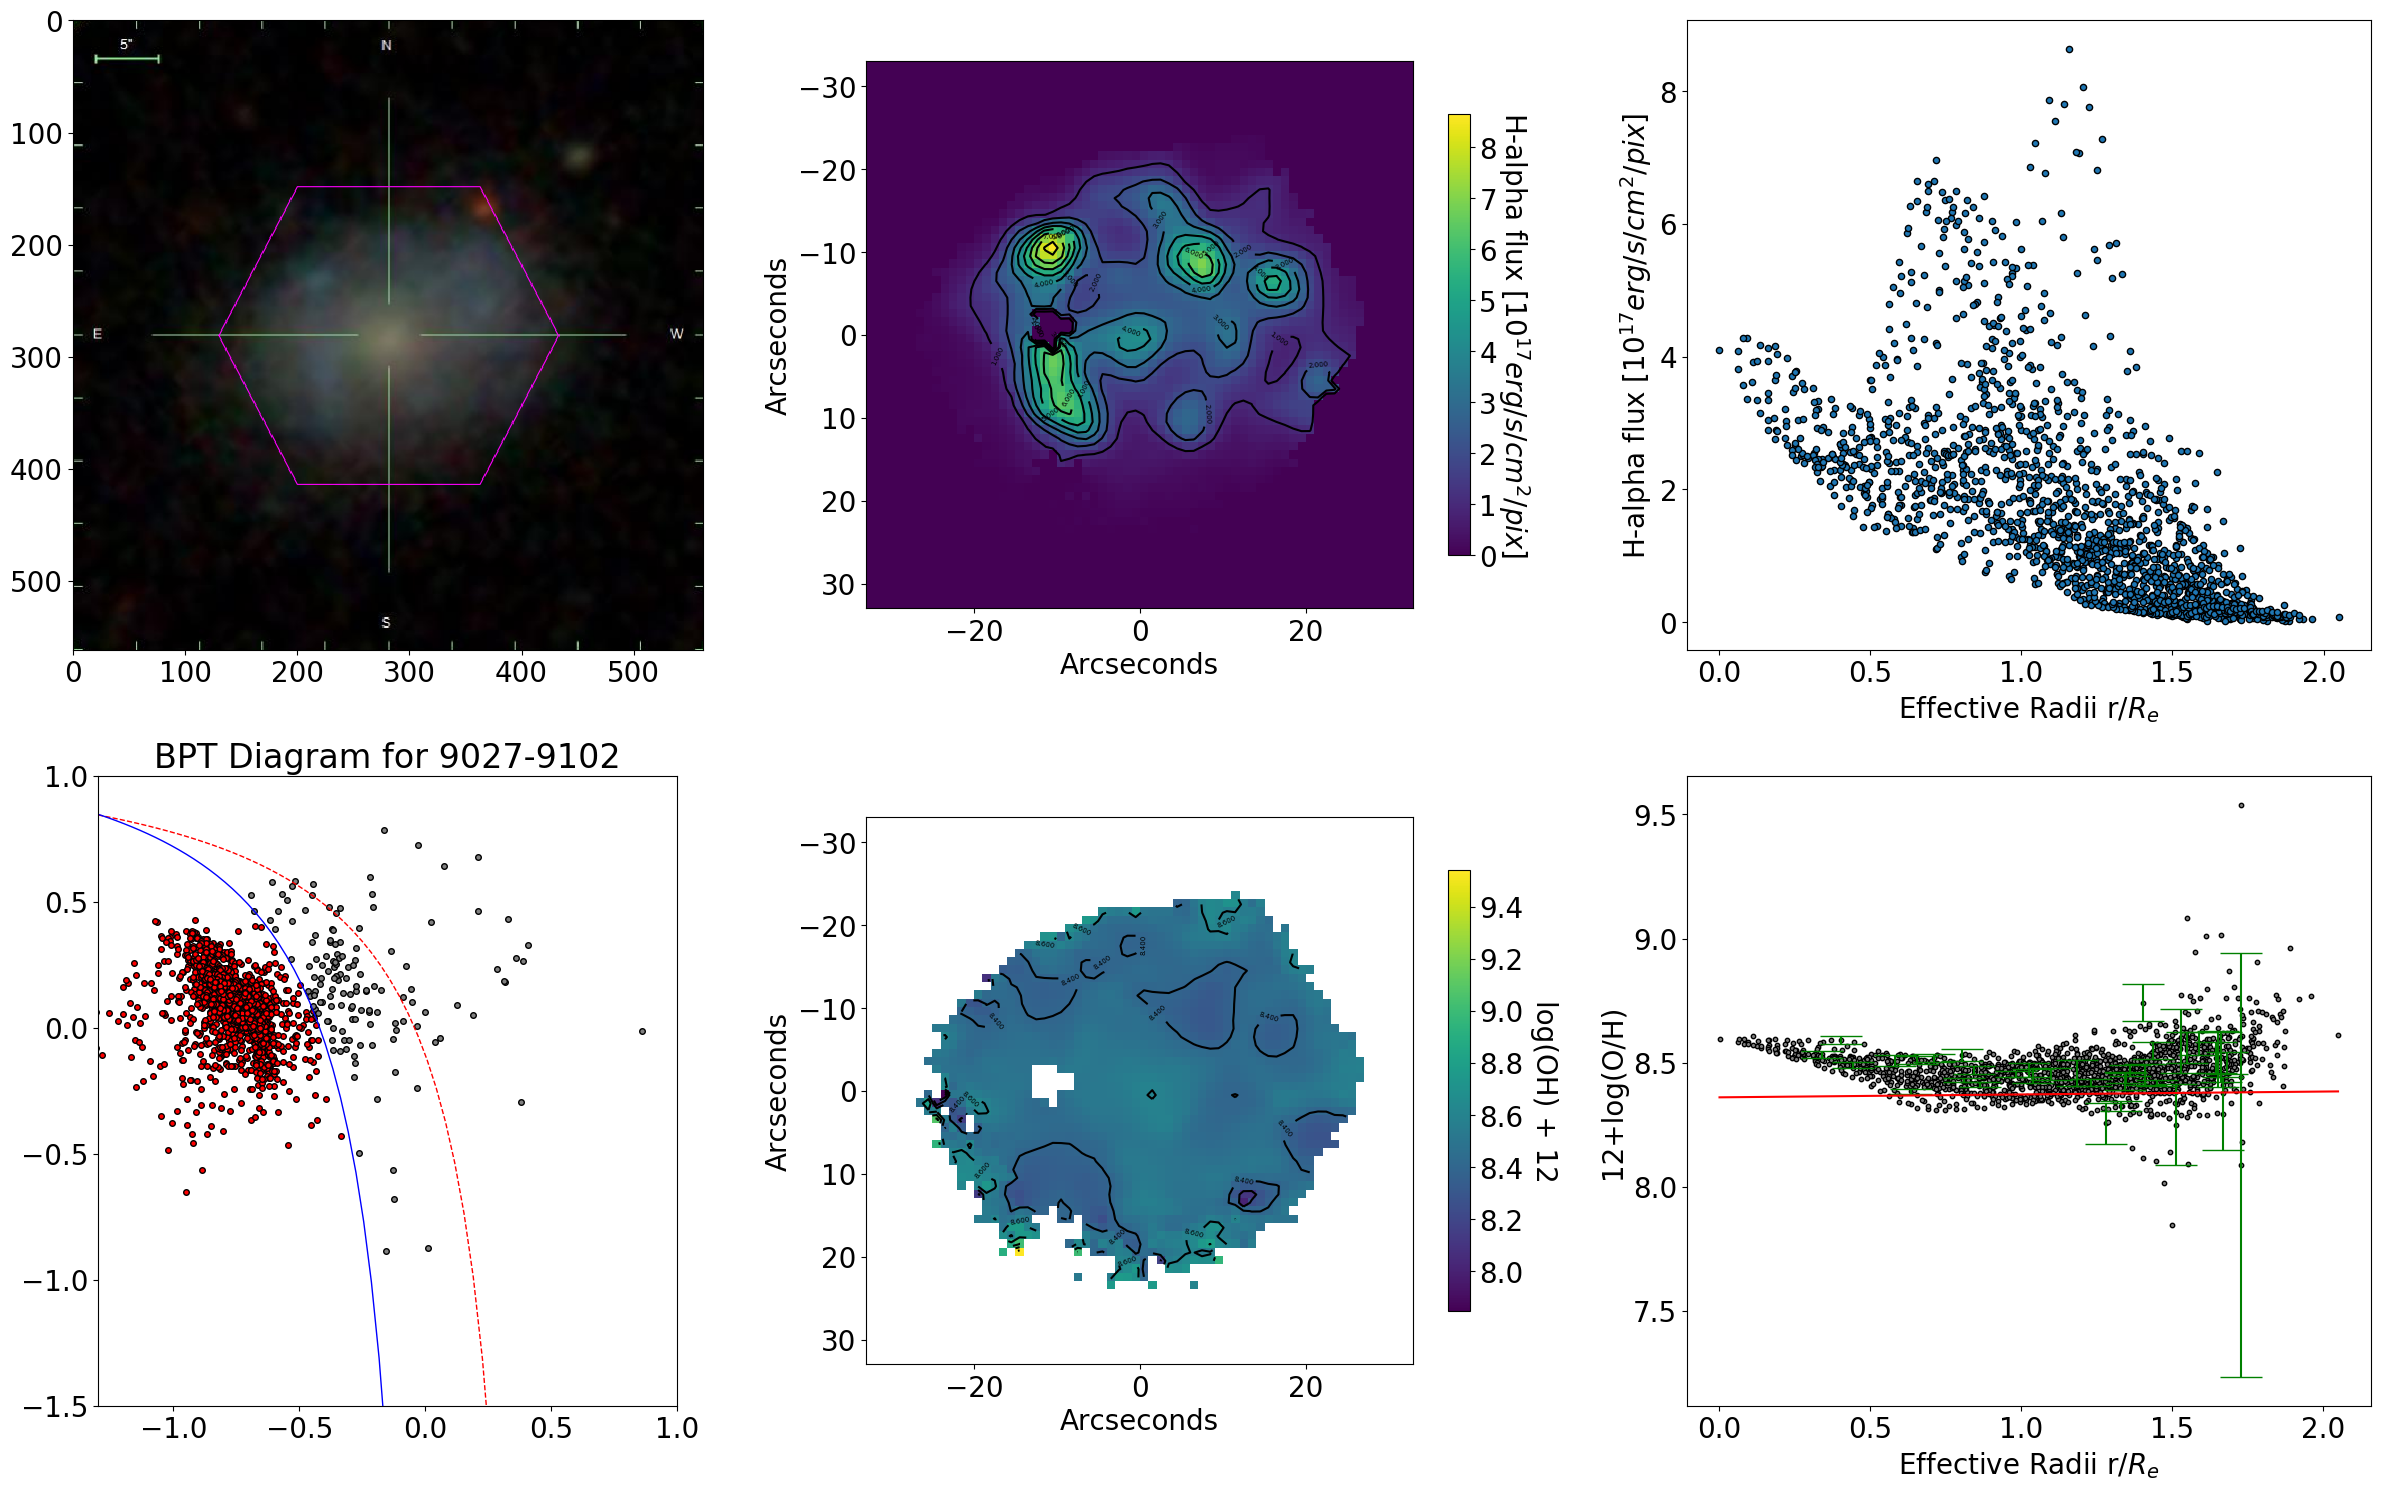 0
100
200
300
400
500
5"
N
E
W
S
0 100 200 300 400 500
−30
−20
−10
0
10
20
30
Arcseconds
−20 0 20
Arcseconds
8
7
6
5
4
3
2
1
0
H-alpha flux [10^17 erg/s/cm^2/pix]
8
6
4
2
0
H-alpha flux [10^17 erg/s/cm^2/pix]
0.0 0.5 1.0 1.5 2.0
Effective Radii r/R_e
BPT Diagram for 9027-9102
1.0
0.5
0.0
−0.5
−1.0
−1.5
−1.0 −0.5 0.0 0.5 1.0
−30
−20
−10
0
10
20
30
Arcseconds
−20 0 20
Arcseconds
9.4
9.2
9.0
8.8
8.6
8.4
8.2
8.0
log(OH) + 12
9.5
9.0
8.5
8.0
7.5
12+log(O/H)
0.0 0.5 1.0 1.5 2.0
Effective Radii r/R_e